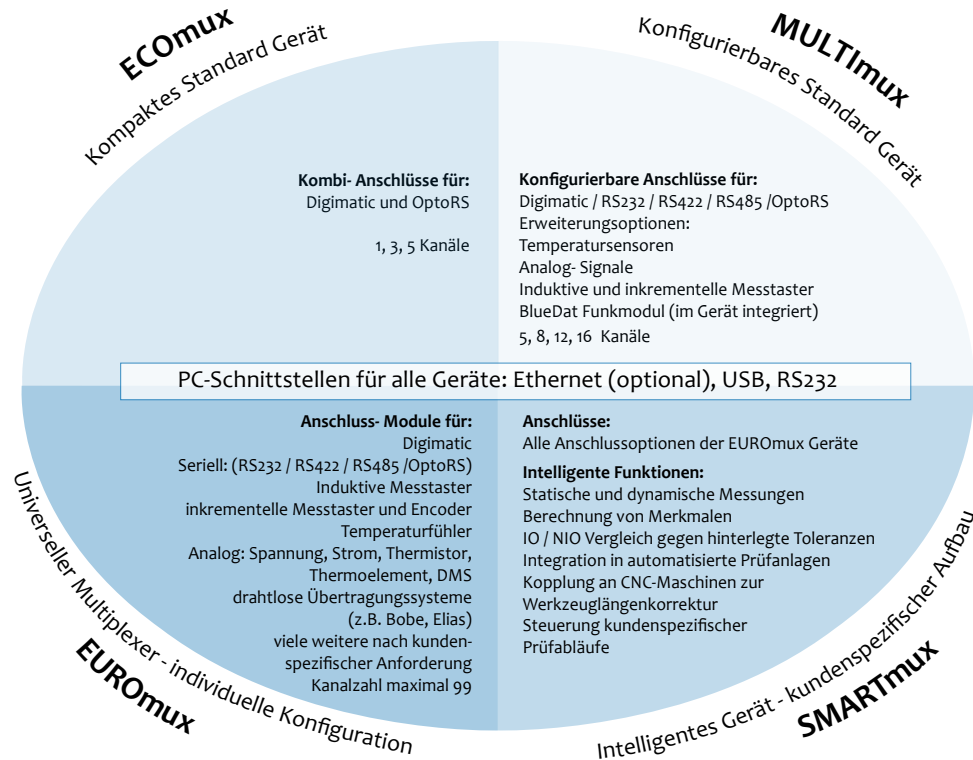 ECOmux
Kompaktes Standard Gerät
MULTImux
Konfigurierbares Standard Gerät
Kombi- Anschlüsse für:
Digimatic und OptoRS
1, 3, 5 Kanäle
Konfigurierbare Anschlüsse für:
Digimatic / RS232 / RS422 / RS485 /OptoRS
Erweiterungsoptionen:
Temperatursensoren
Analog- Signale
Induktive und inkrementelle Messtaster
BlueDat Funkmodul (im Gerät integriert)
5, 8, 12, 16 Kanäle
PC-Schnittstellen für alle Geräte: Ethernet (optional), USB, RS232
Anschluss- Module für:
Digimatic
Seriell: (RS232 / RS422 / RS485 /OptoRS)
Induktive Messtaster
inkrementelle Messtaster und Encoder
Temperaturfühler
Analog: Spannung, Strom, Thermistor,
Thermoelement, DMS
drahtlose Übertragungssysteme
(z.B. Bobe, Elias)
viele weitere nach kunden-
spezifischer Anforderung
Kanalzahl maximal 99
Anschlüsse:
Alle Anschlussoptionen der EUROmux Geräte
Intelligente Funktionen:
Statische und dynamische Messungen
Berechnung von Merkmalen
IO / NIO Vergleich gegen hinterlegte Toleranzen
Integration in automatisierte Prüfanlagen
Kopplung an CNC-Maschinen zur
Werkzeuglängenkorrektur
Steuerung kundenspezifischer
Prüfabläufe
Universeller Multiplexer - individuelle Konfiguration
EUROmux
Intelligentes Gerät - kundenspezifischer Aufbau
SMARTmux